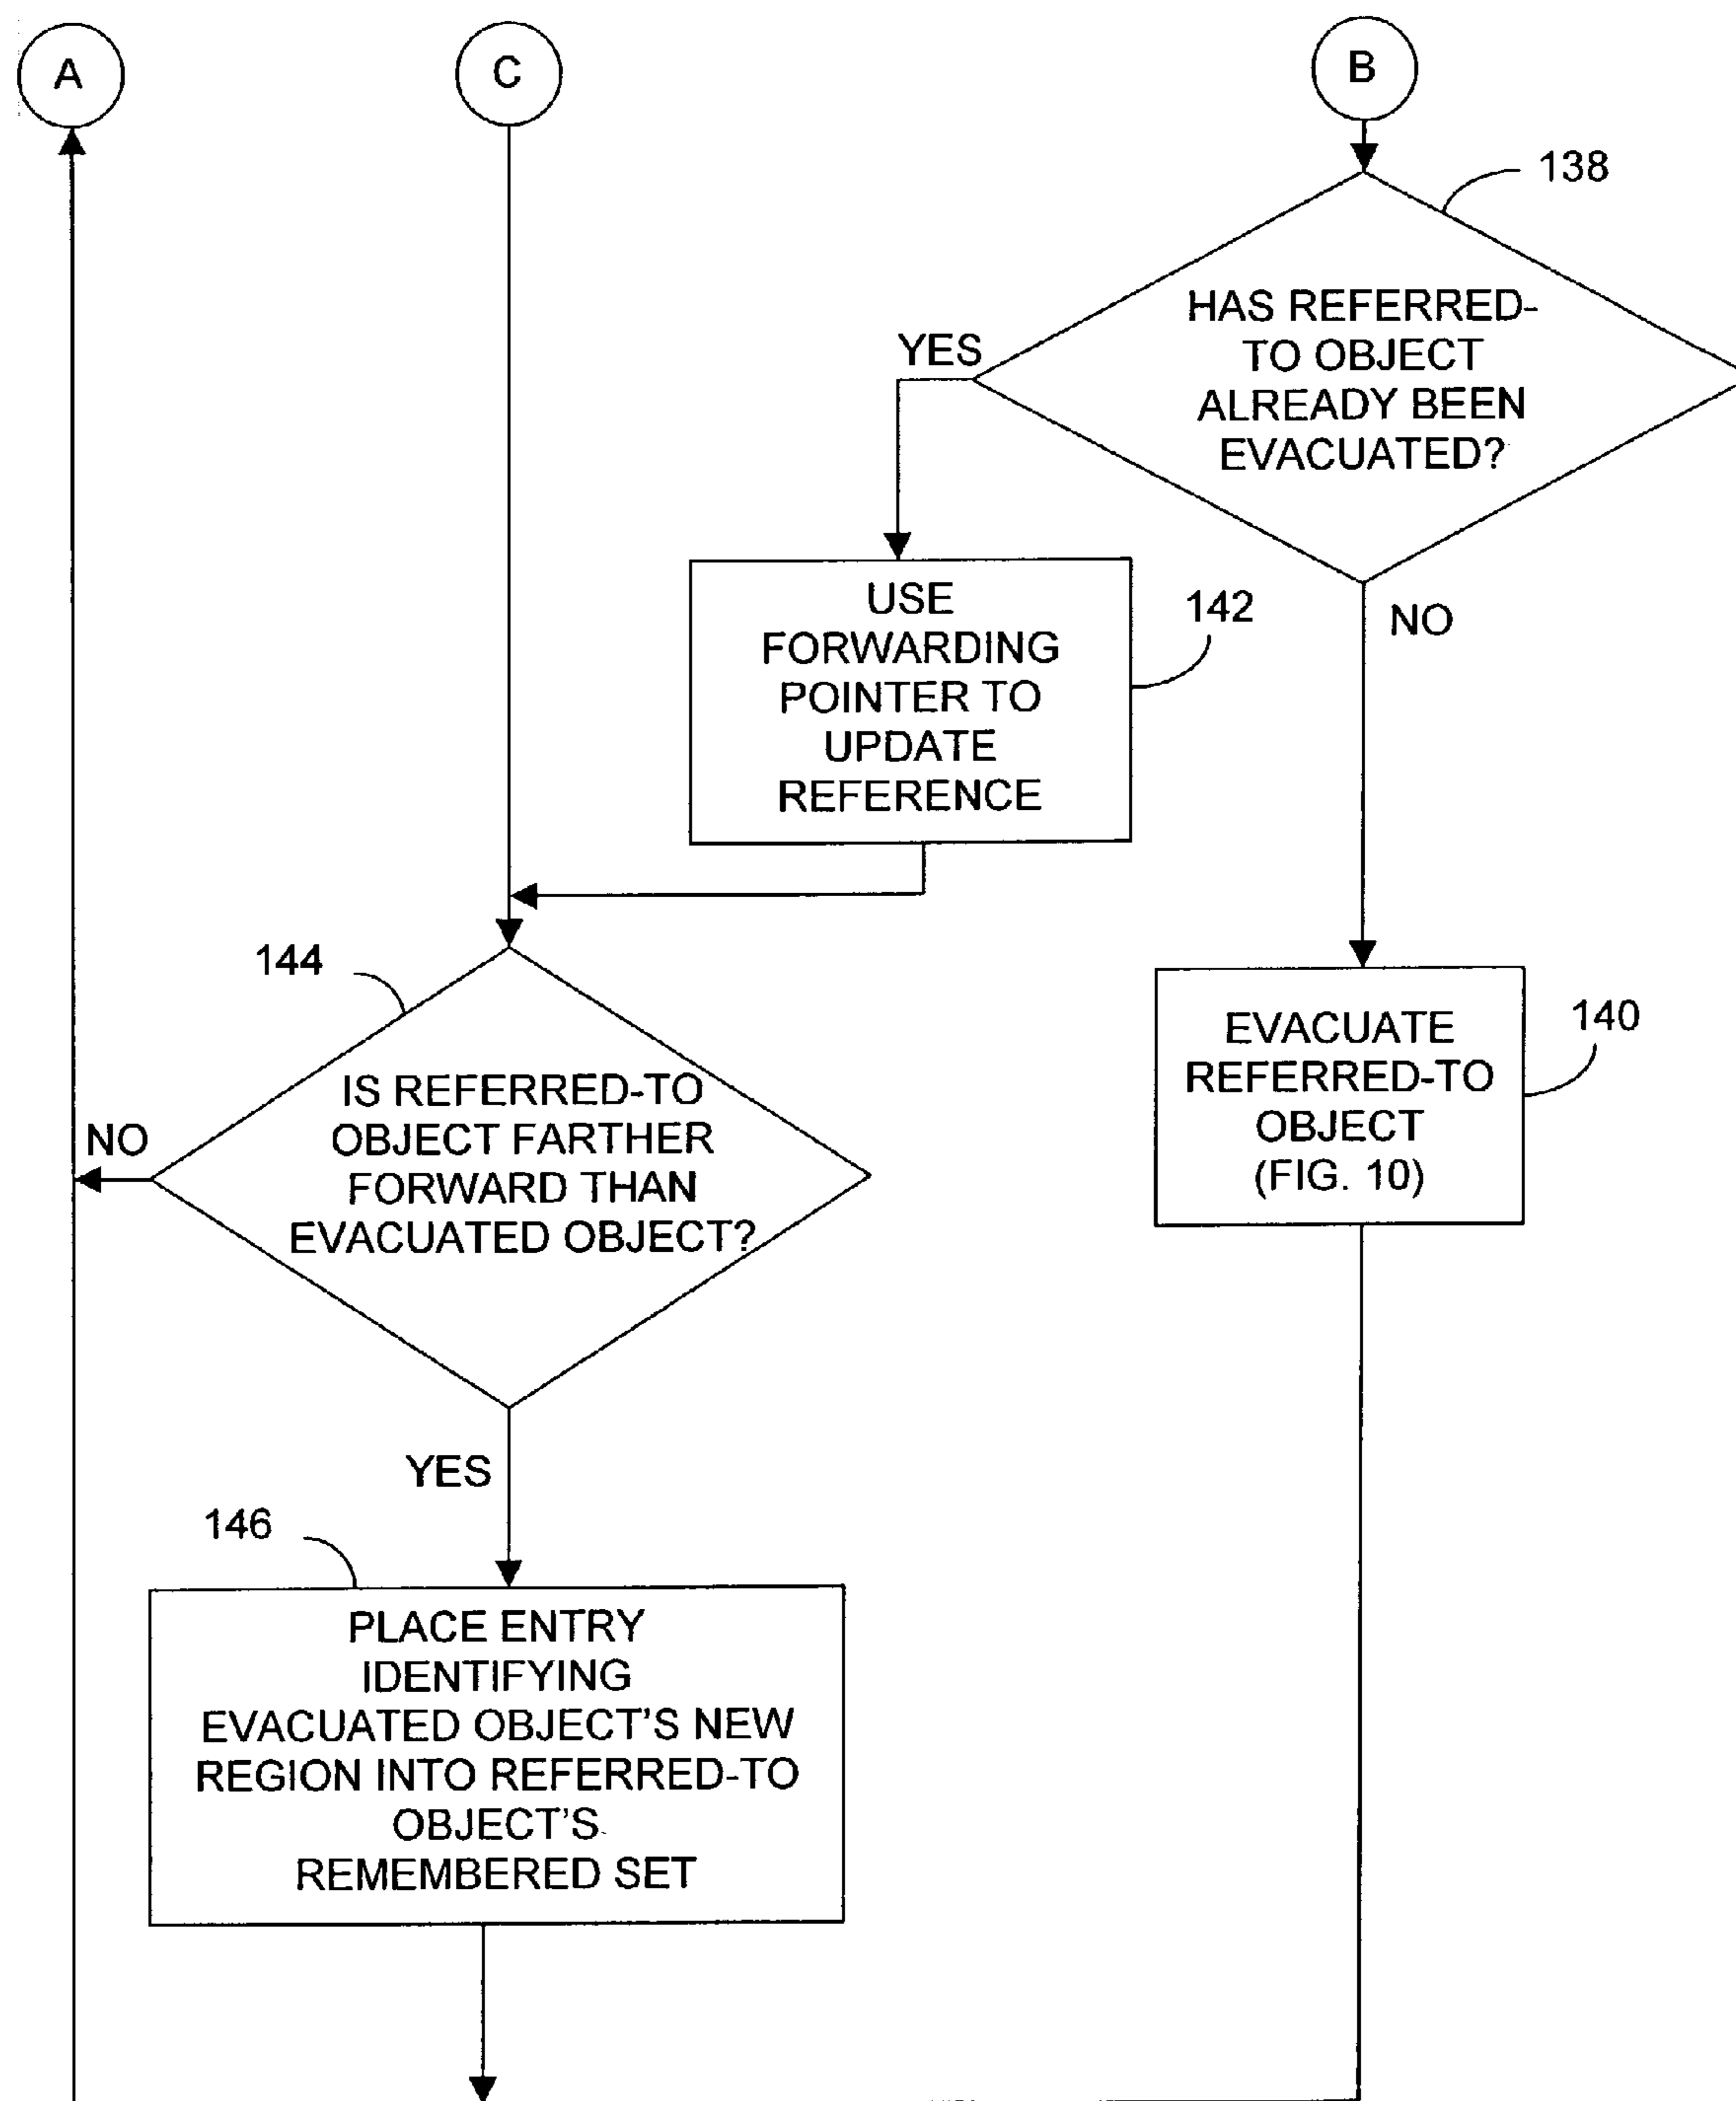 A
C
B
138
HAS REFERRED-
TO OBJECT
ALREADY BEEN
EVACUATED?
YES
NO
USE
FORWARDING
POINTER TO
UPDATE
REFERENCE
142
144
IS REFERRED-TO
OBJECT FARTHER
FORWARD THAN
EVACUATED OBJECT?
NO
YES
EVACUATE
REFERRED-TO
OBJECT
(FIG. 10)
140
146
PLACE ENTRY
IDENTIFYING
EVACUATED OBJECT'S NEW
REGION INTO REFERRED-TO
OBJECT'S
REMEMBERED SET